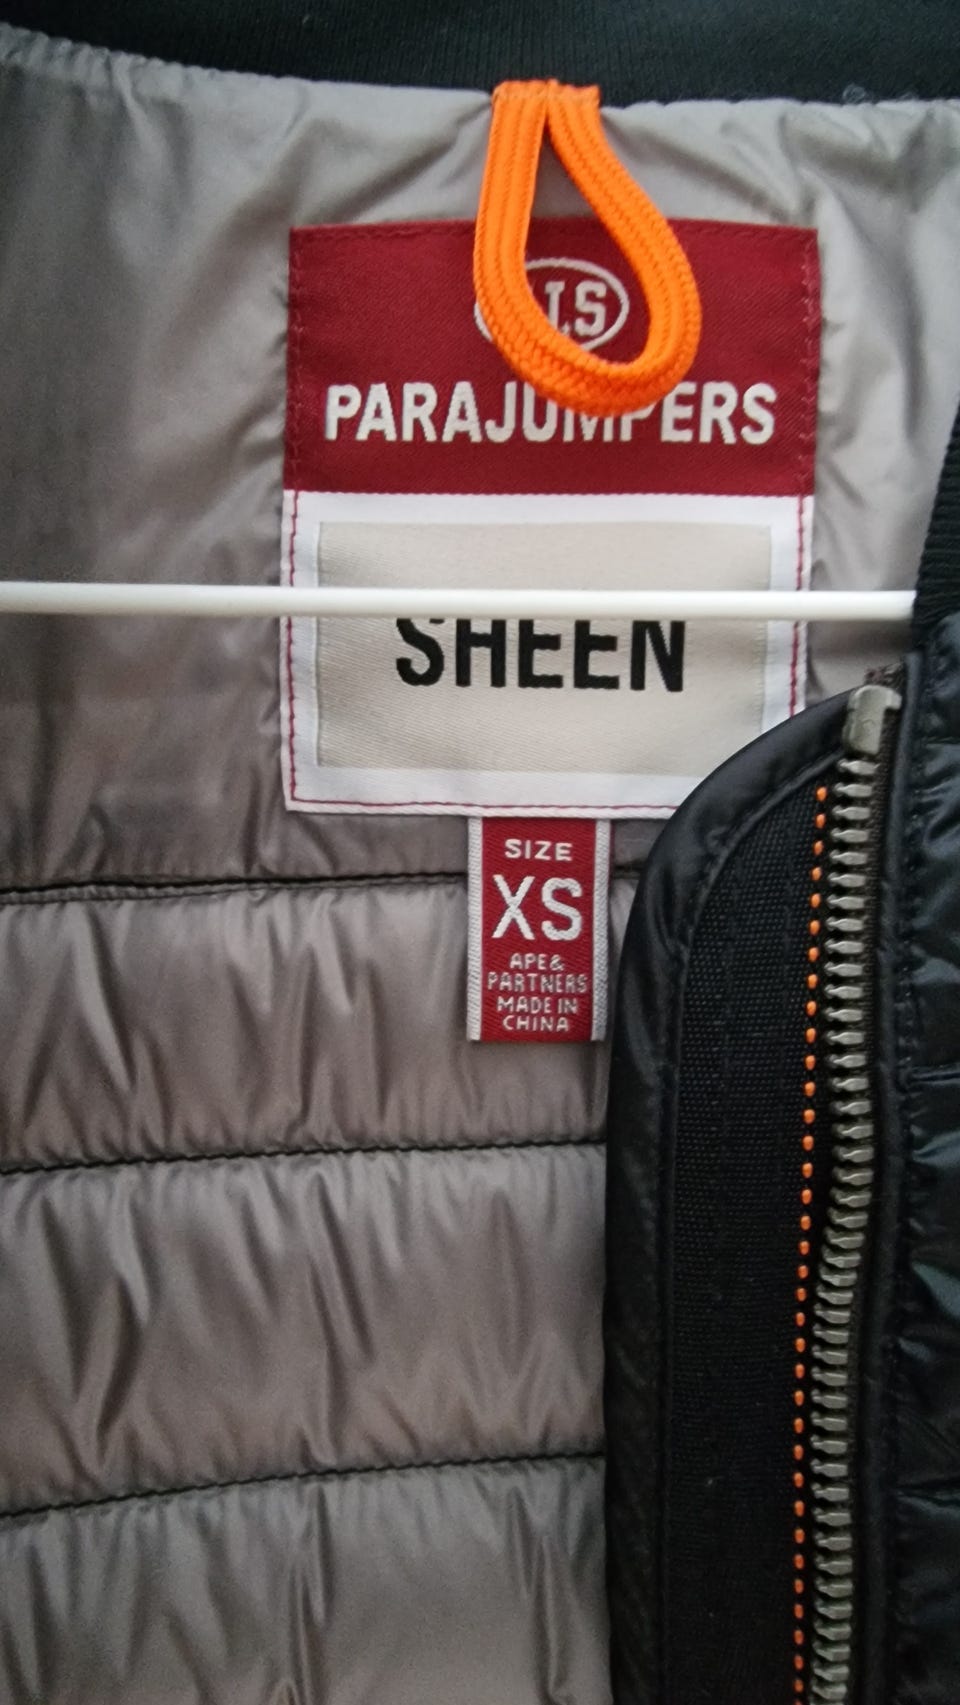 PARAJUMPERS
SHEEN
SIZE
XS
APE&
PARTNERS
MADE IN
CHINA